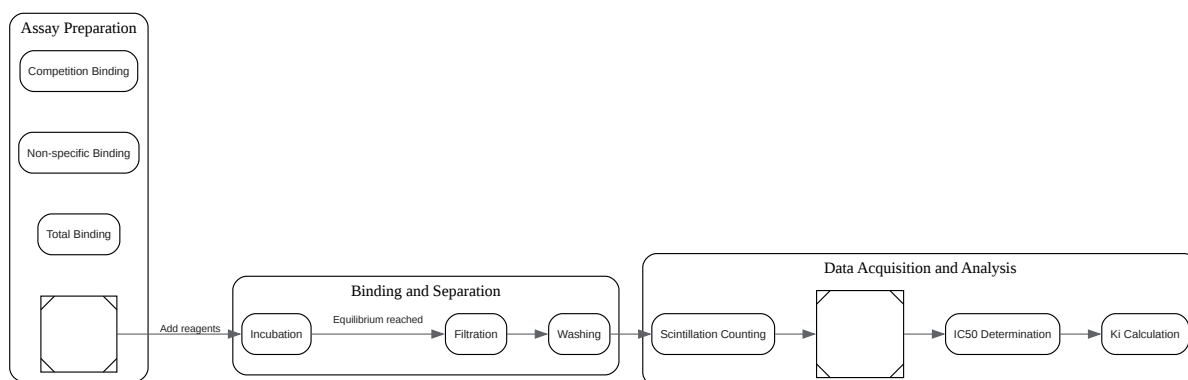 Assay Preparation
Competition Binding
Non-specific Binding
Total Binding
Add reagents
Binding and Separation
Incubation
Equilibrium reached
Filtration
Washing
Data Acquisition and Analysis
Scintillation Counting
IC50 Determination
Ki Calculation